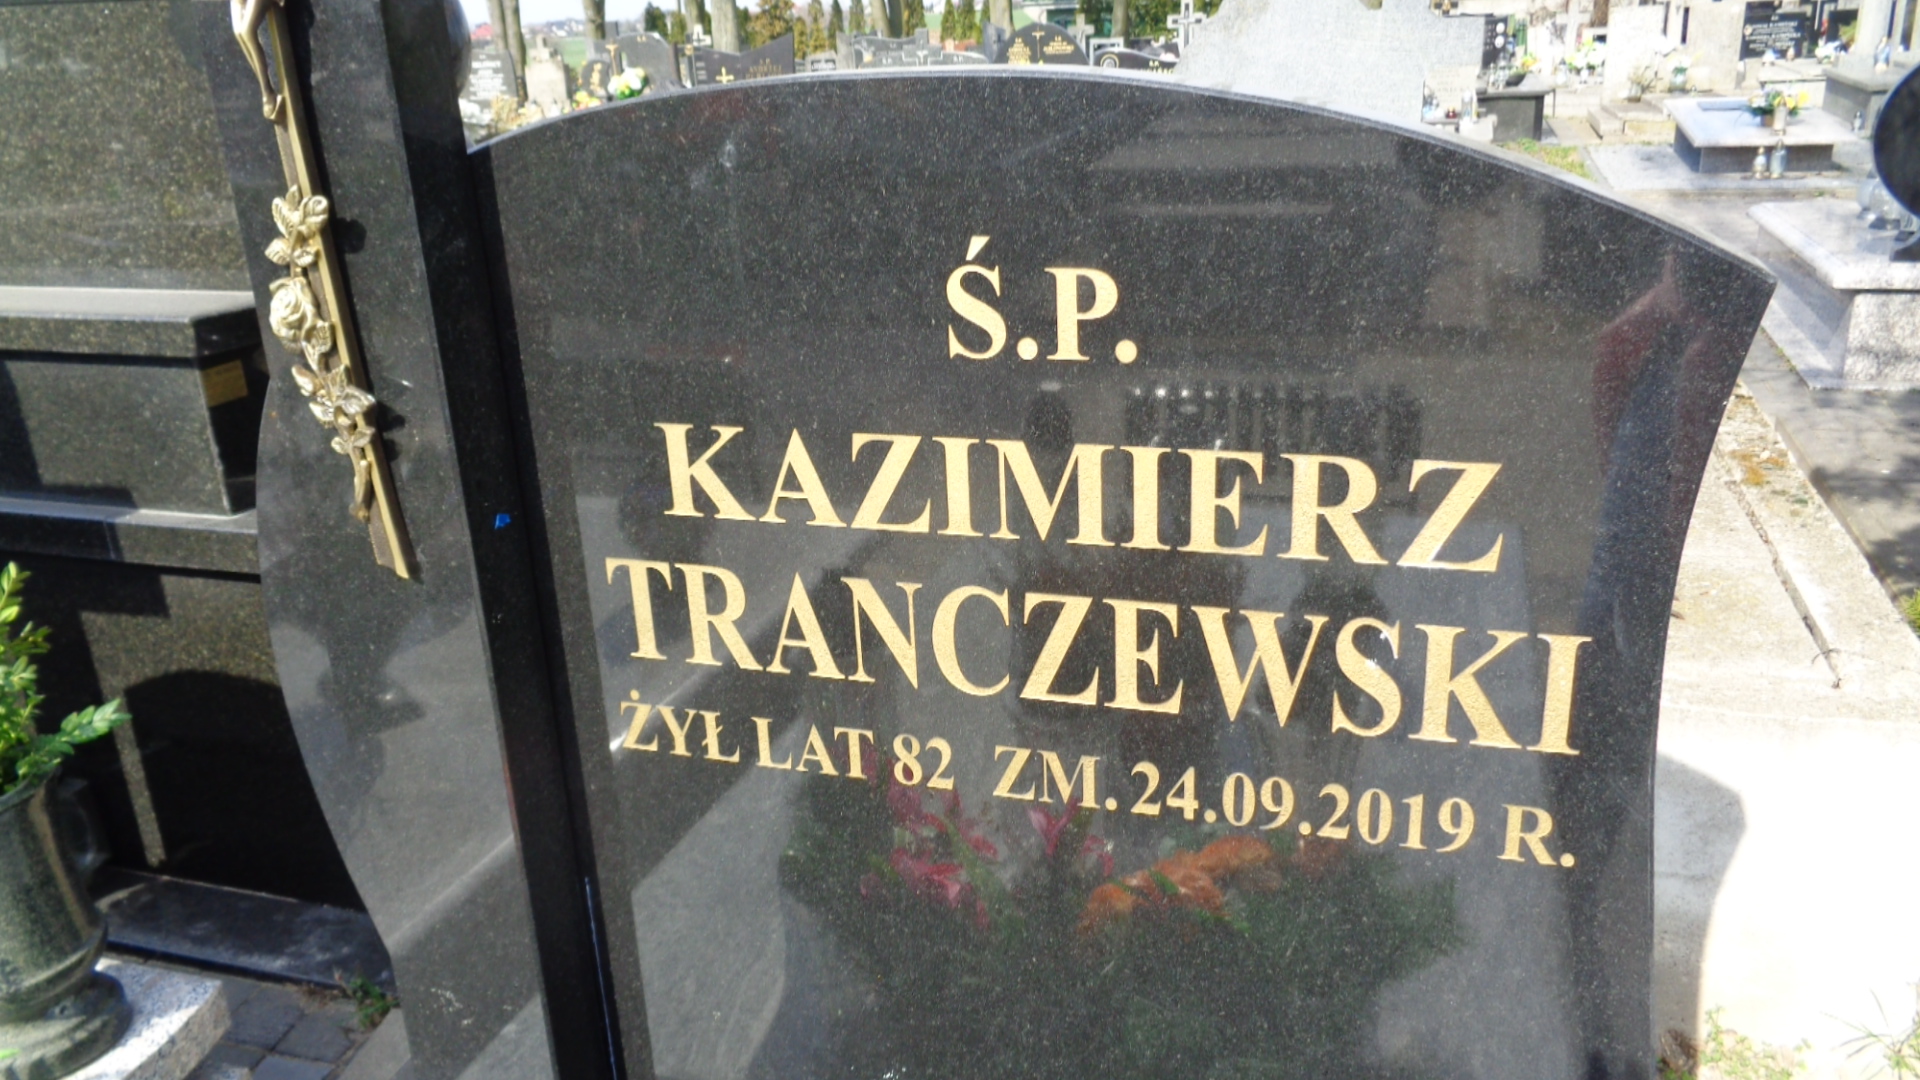 Ś.P.
KAZIMIERZ
TRANCZEWSKI
ŻYŁ LAT 82 ZM. 24.09.2019 R.